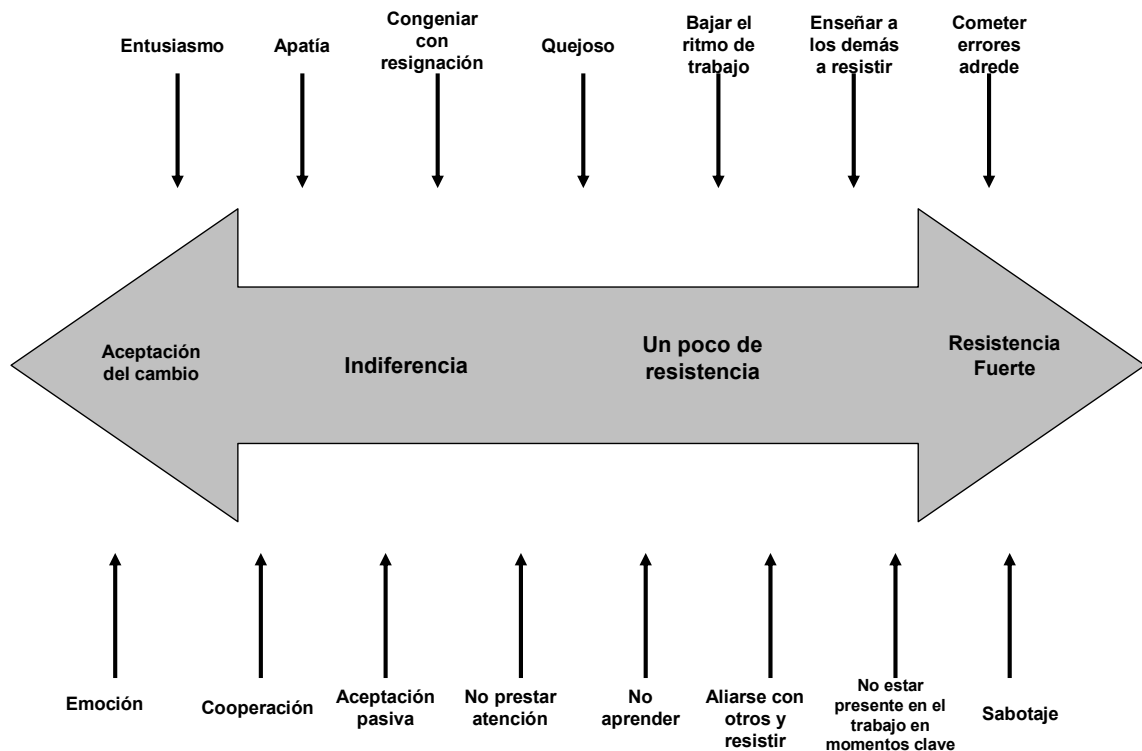 Entusiasmo
Apatía
Congeniar
con
resignación
Quejoso
Bajar el
ritmo de
trabajo
Enseñar a
los demás
a resistir
Cometer
errores
adrede
Aceptación
del cambio
Indiferencia
Un poco de
resistencia
Resistencia
Fuerte
Emoción
Cooperación
Aceptación
pasiva
No prestar
atención
No
aprender
Aliarse con
otros y
resistir
No estar
presente en el
trabajo en
momentos clave
Sabotaje